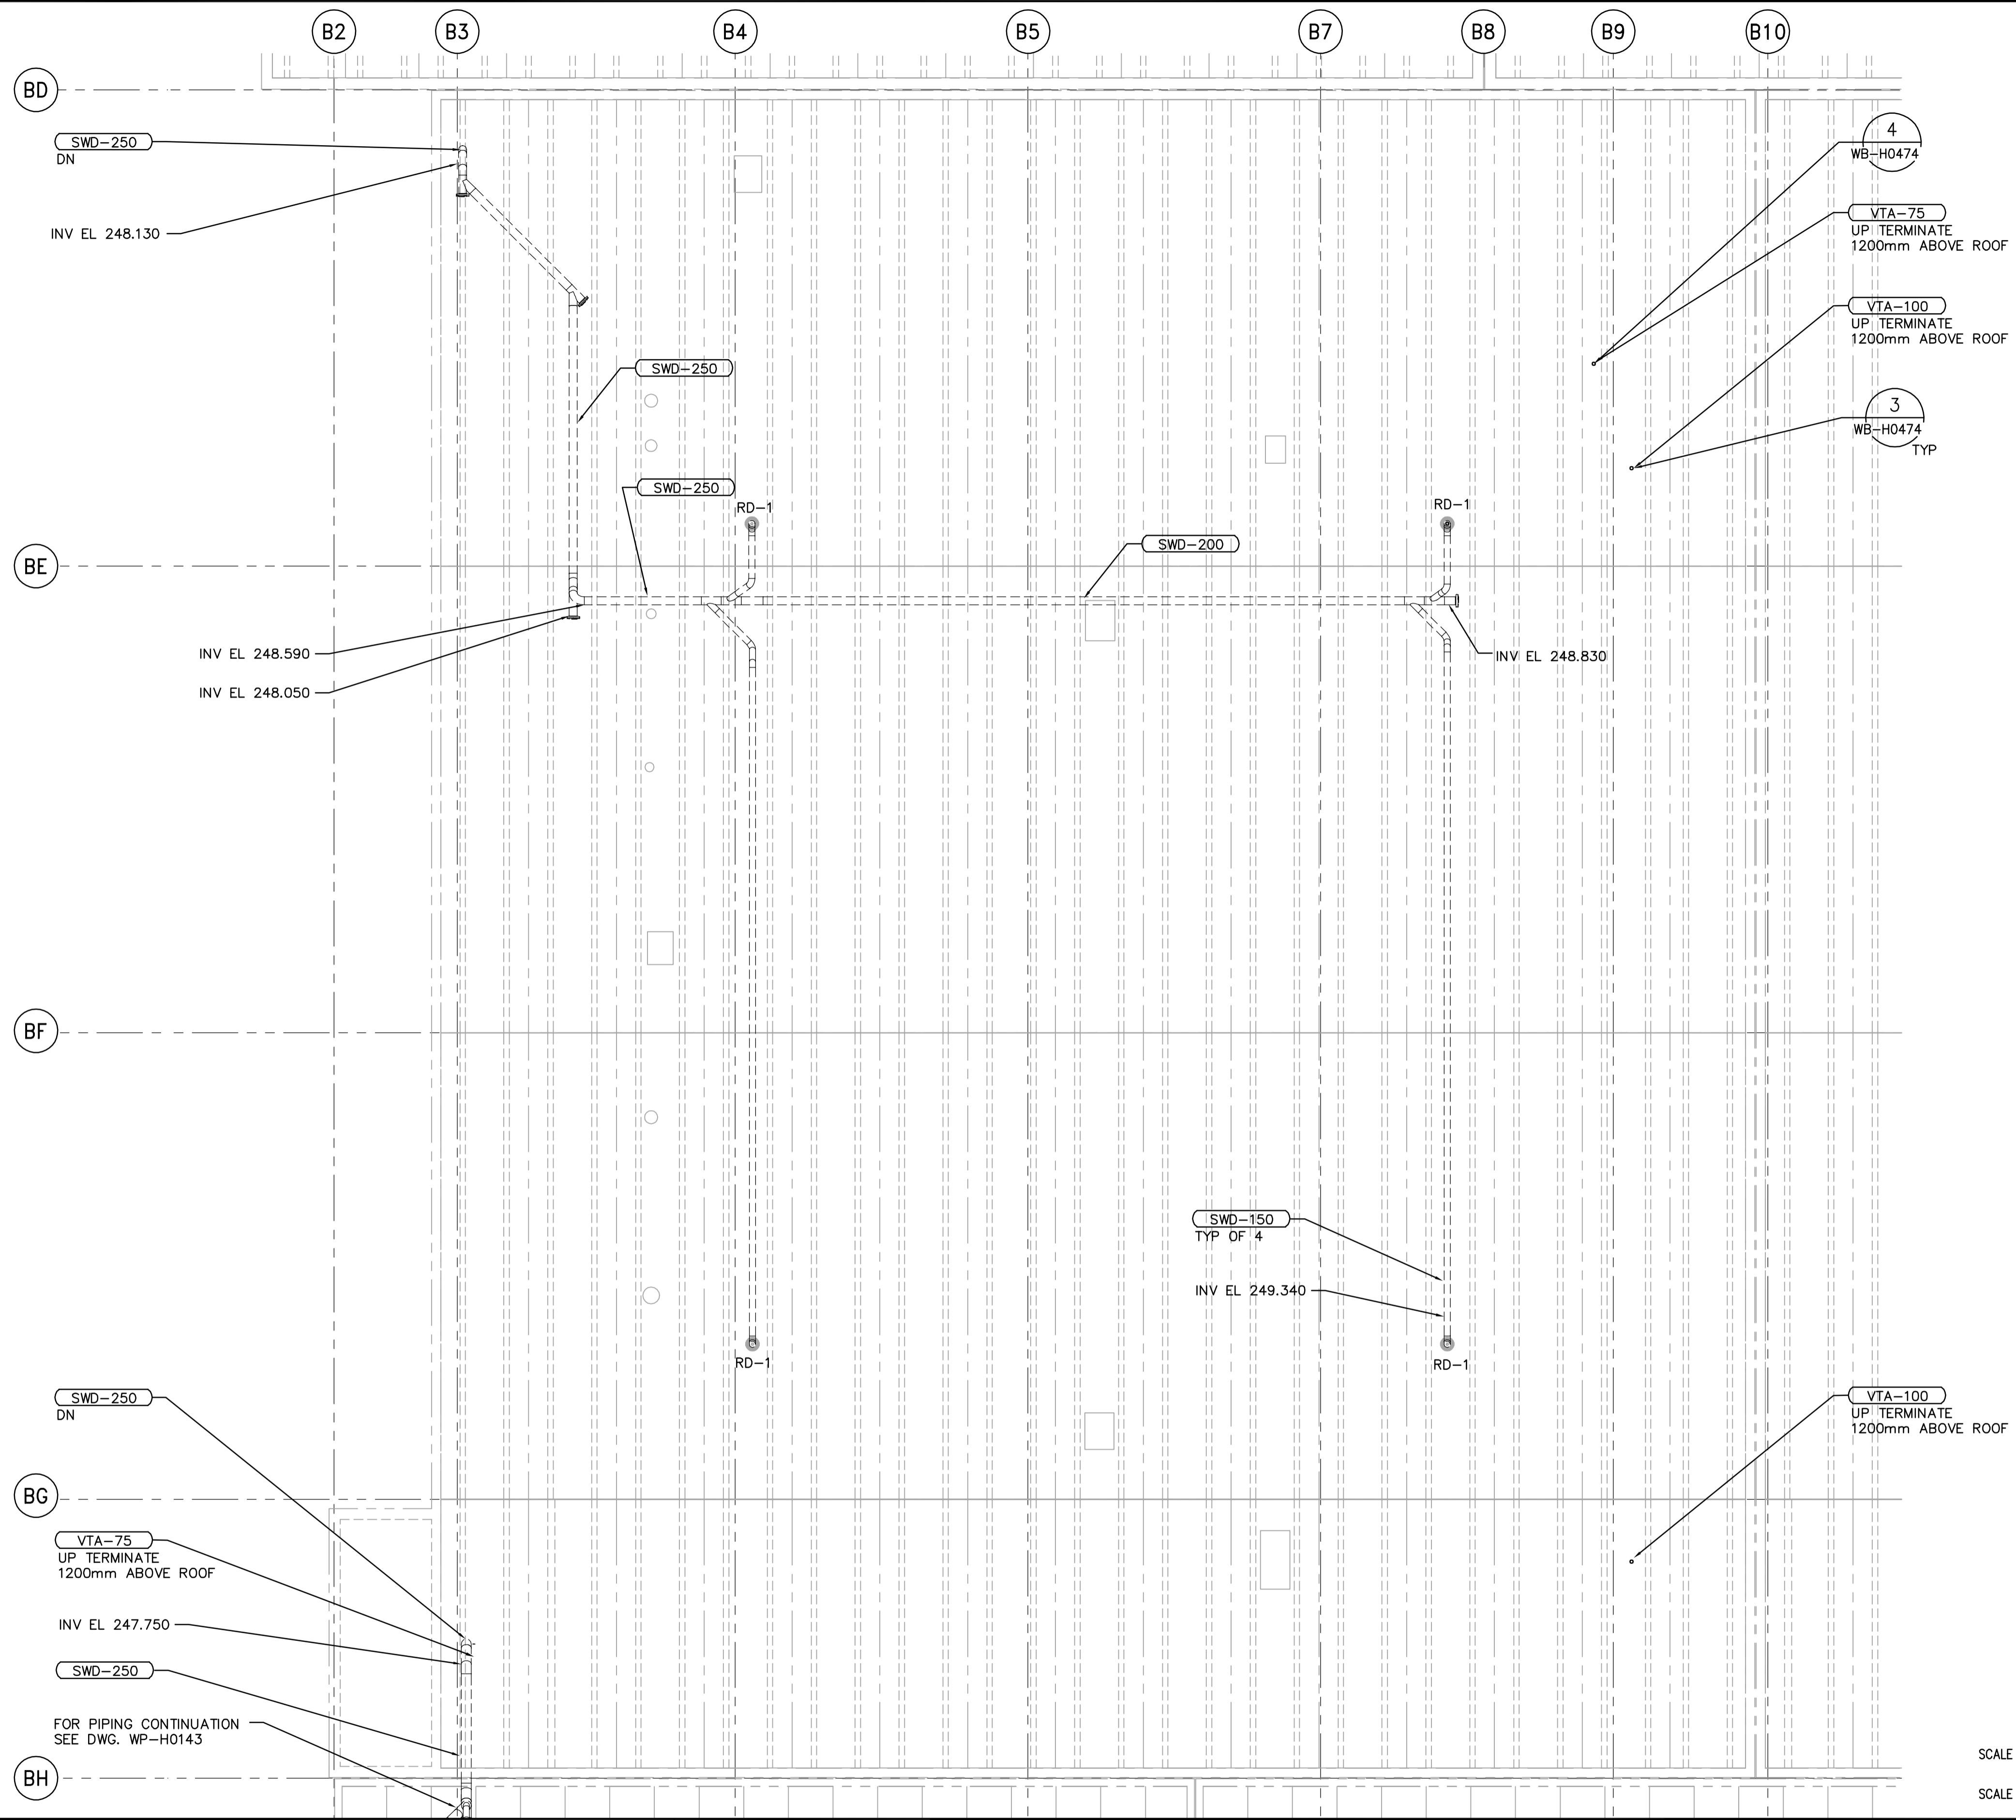 B2 B3 B4 B5 B7 B8 B9 B10
BD
SWD-250
DN
INV EL 248.130
4
WB-H0474
VTA-75
UP TERMINATE
1200mm ABOVE ROOF
VTA-100
UP TERMINATE
1200mm ABOVE ROOF
SWD-250
3
WB-H0474
TYP
SWD-250
RD-1
RD-1
SWD-200
BE
INV EL 248.590
INV EL 248.830
INV EL 248.050
BF
SWD-150
TYP OF 4
INV EL 249.340
RD-1
RD-1
SWD-250
DN
VTA-100
UP TERMINATE
1200mm ABOVE ROOF
BG
VTA-75
UP TERMINATE
1200mm ABOVE ROOF
INV EL 247.750
SWD-250
FOR PIPING CONTINUATION
SEE DWG. WP-H0143
SCALE
BH
SCALE